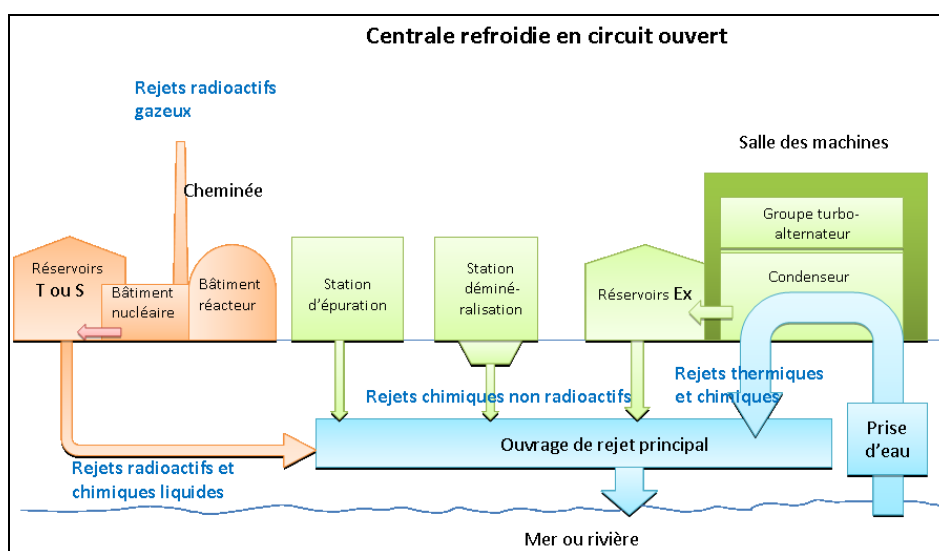 Centrale refroidie en circuit ouvert
Rejets radioactifs
gazeux
Cheminée
Salle des machines
Réservoirs
T ou S
Bâtiment
nucléaire
Bâtiment
réacteur
Station
d'épuration
Station
déminé-
ralisation
Réservoirs Ex
Groupe turbo-
alternateur
Condenseur
Rejets chimiques non radioactifs
Rejets thermiques
et chimiques
Prise
d'eau
Ouvrage de rejet principal
Rejets radioactifs et
chimiques liquides
Mer ou rivière